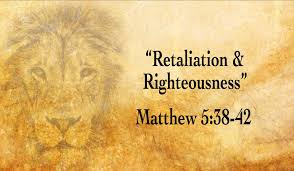 “Retaliation &
Righteousness”
Matthew 5:38-42